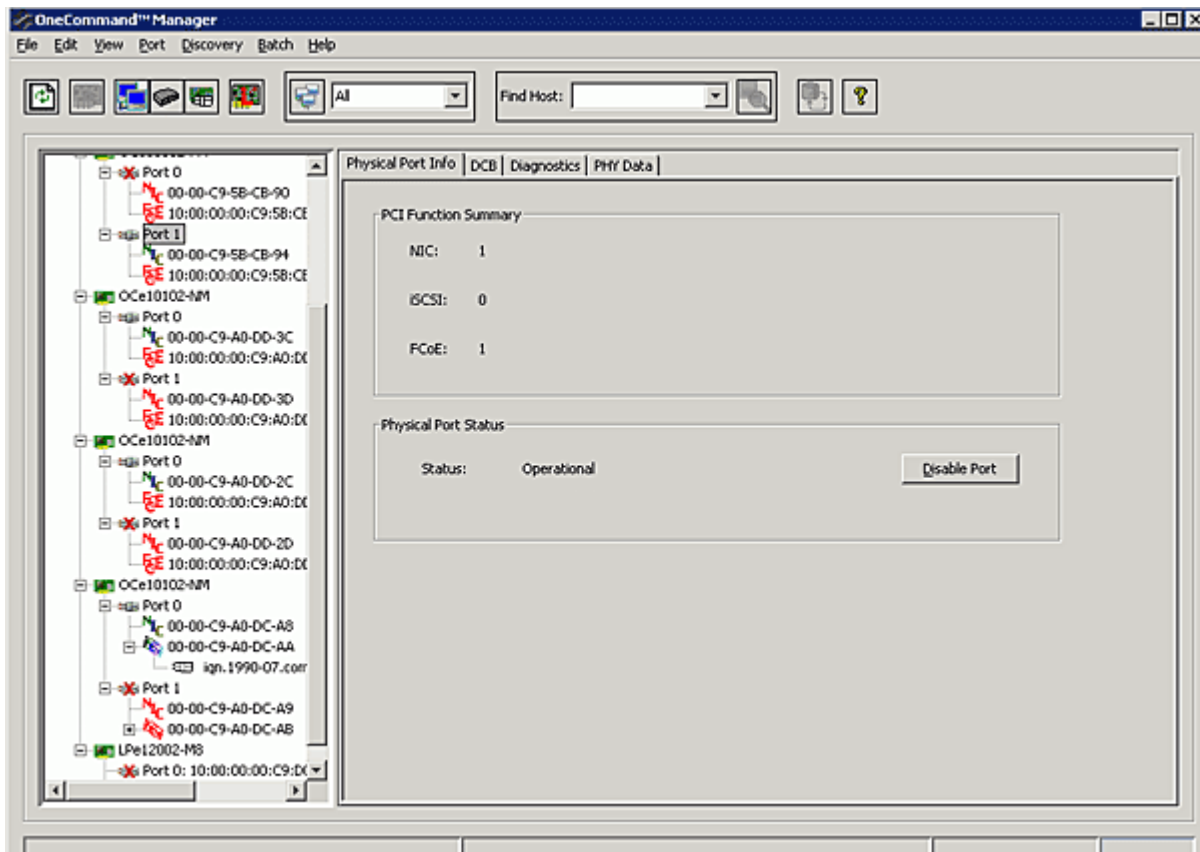 OneCommand™ Manager
File Edit View Port Discovery Batch Help
All
Find Host:
Port 0
00-00-C9-5B-CB-90
10:00:00:00:C9:5B:CE
Port 1
00-00-C9-5B-CB-94
10:00:00:00:C9:5B:CE
OCe10102-NM
Port 0
00-00-C9-A0-DD-3C
10:00:00:00:C9:A0:DD
Port 1
00-00-C9-A0-DD-3D
10:00:00:00:C9:A0:DD
OCe10102-NM
Port 0
00-00-C9-A0-DD-2C
10:00:00:00:C9:A0:DD
Port 1
00-00-C9-A0-DD-2D
10:00:00:00:C9:A0:DD
OCe10102-NM
Port 0
00-00-C9-A0-DC-A8
00-00-C9-A0-DC-AA
iqn.1990-07.com
Port 1
00-00-C9-A0-DC-A9
00-00-C9-A0-DC-AB
LPe12002-M8
Port 0: 10:00:00:00:C9:D
Physical Port Info DCB Diagnostics PHY Data
PCI Function Summary
NIC: 1
iSCSI: 0
FCoE: 1
Physical Port Status
Status: Operational
Disable Port